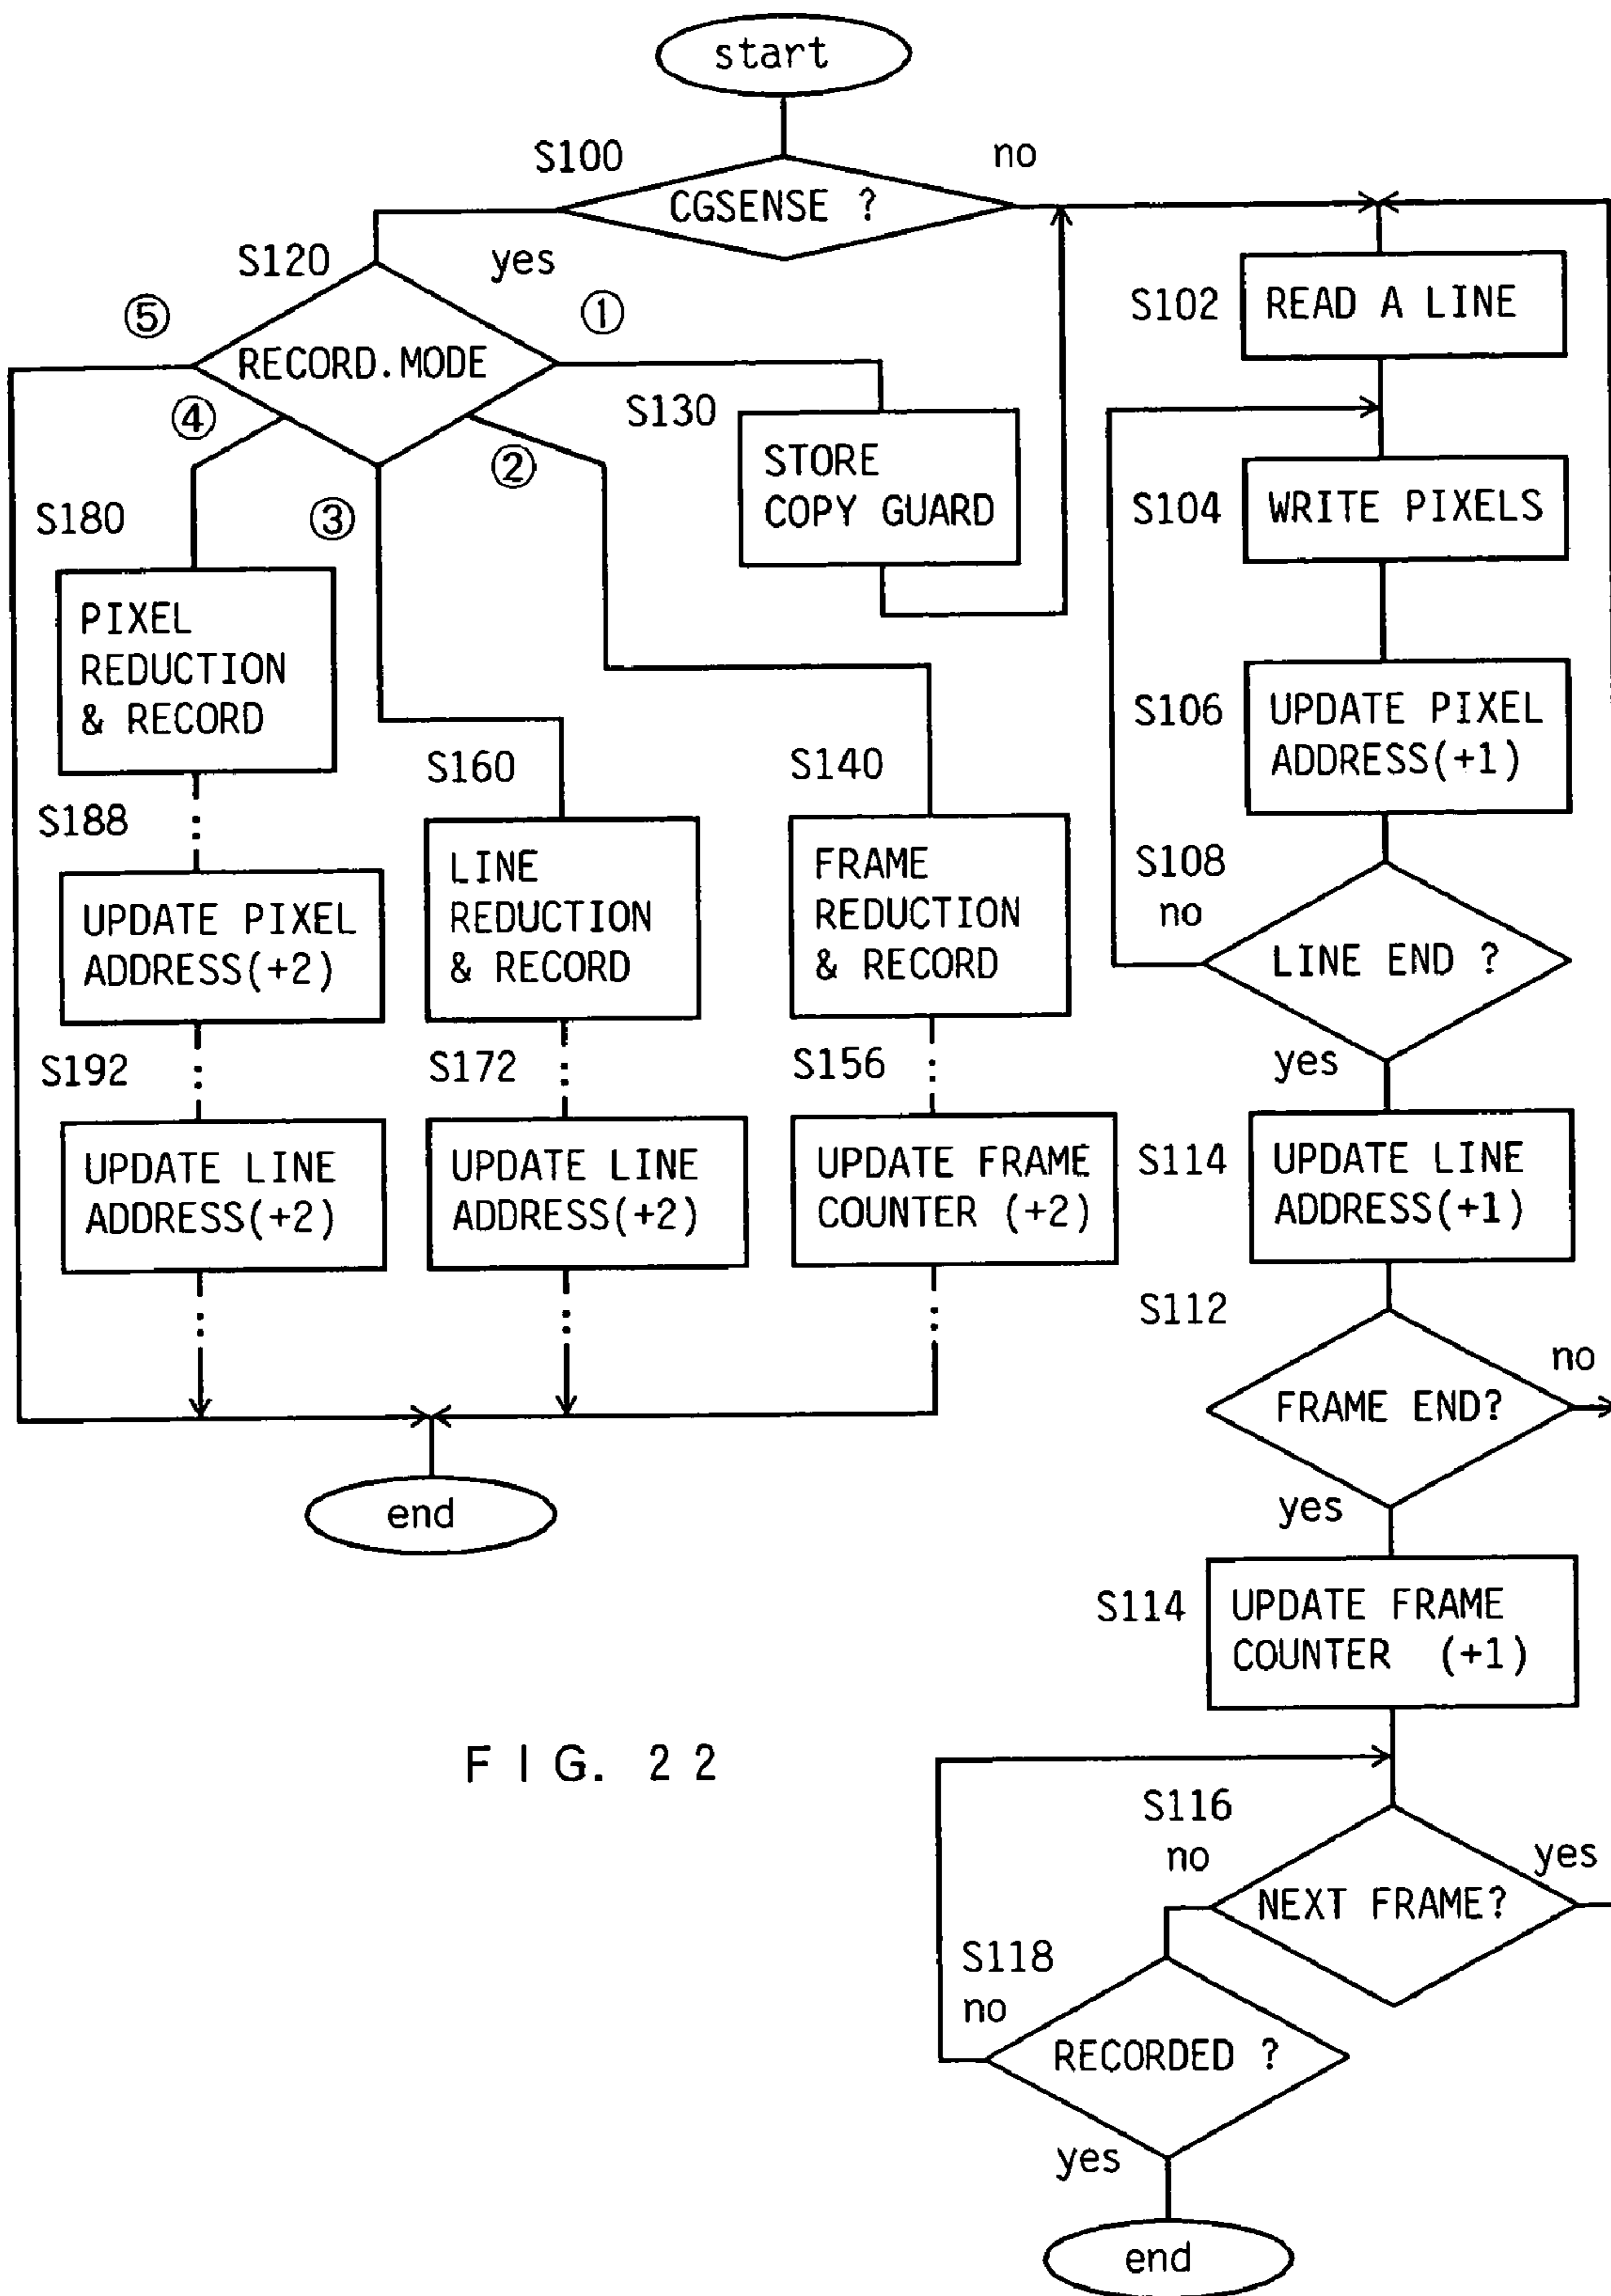 start
S100
no
CGSENSE ?
S120
yes
⑤
①
RECORD.MODE
④
②
③
S130
STORE
COPY GUARD
S180
PIXEL
REDUCTION
& RECORD
S188
UPDATE PIXEL
ADDRESS(+2)
S192
UPDATE LINE
ADDRESS(+2)
S160
LINE
REDUCTION
& RECORD
S172
UPDATE LINE
ADDRESS(+2)
S140
FRAME
REDUCTION
& RECORD
S156
UPDATE FRAME
COUNTER (+2)
end
S102
READ A LINE
S104
WRITE PIXELS
S106
UPDATE PIXEL
ADDRESS(+1)
S108
no
LINE END ?
yes
S114
UPDATE LINE
ADDRESS(+1)
S112
no
FRAME END?
yes
S114
UPDATE FRAME
COUNTER (+1)
S116
no
yes
NEXT FRAME?
S118
no
RECORDED ?
yes
end
FIG. 22